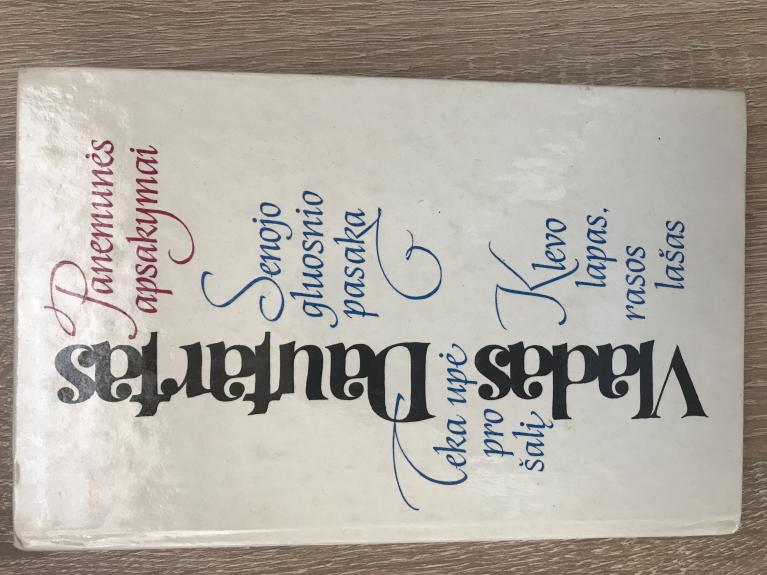 Panemunės
apsakymai
Senojo
gluosnio
pasaka
Klevo
lapas,
rasos
lašas
Teka upė
pro
šalį
Vladas Dautartas